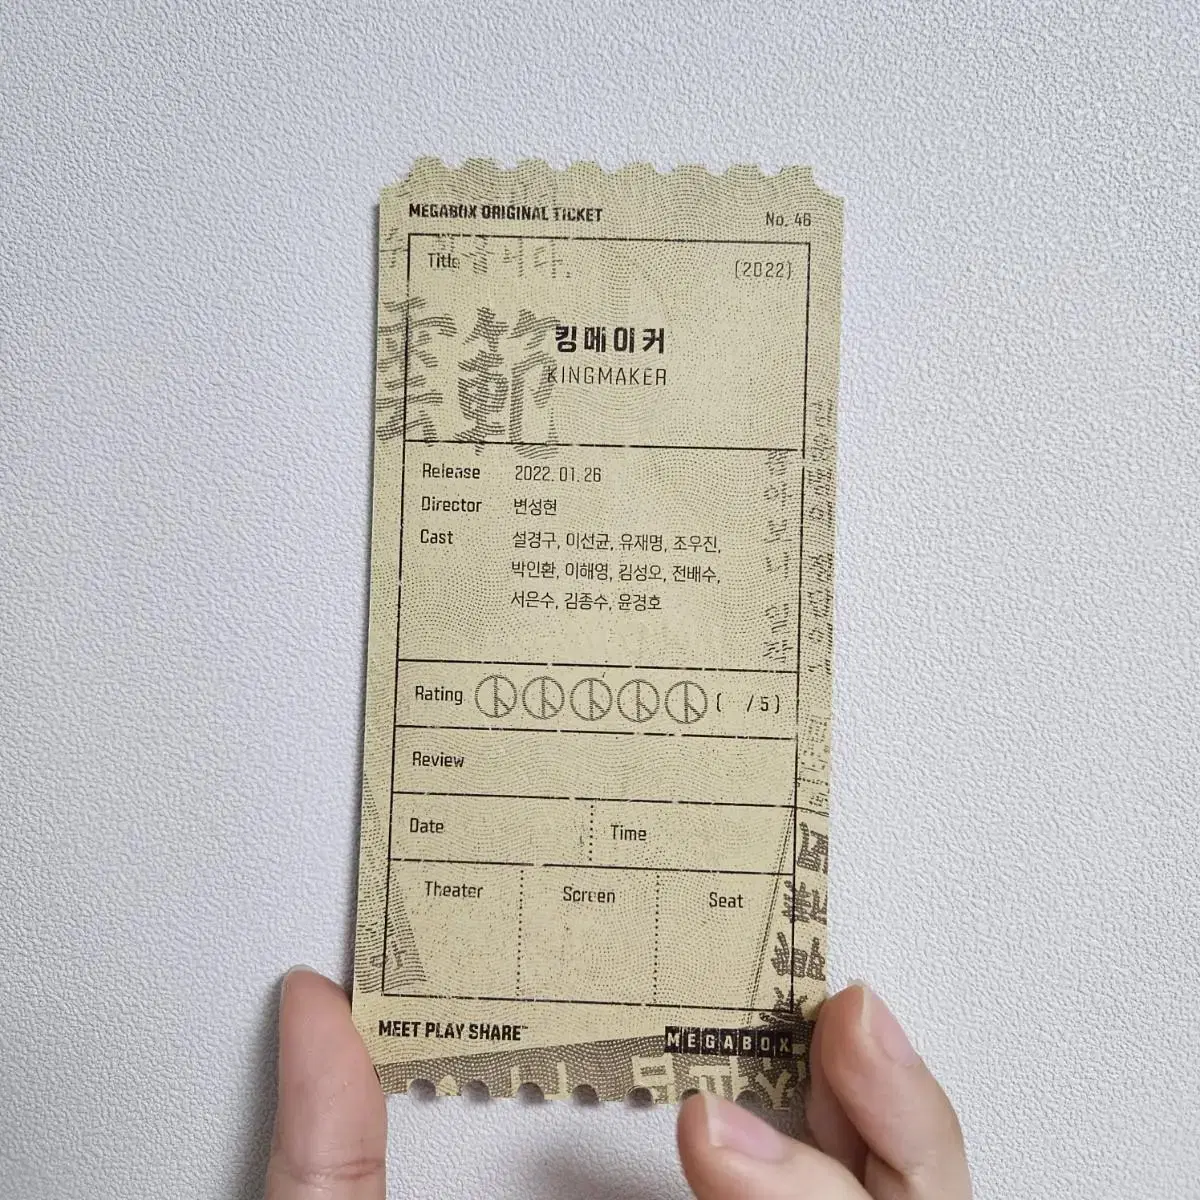 MEGABOX ORIGINAL TICKET No. 46
Title (2022)
範
킹메이커
KINGMAKER
Release 2022. 01. 26
Director 변성현
Cast 설경구, 이선균, 유재명, 조우진,
박인환, 이해영, 김성오, 전배수,
서은수, 김종수, 윤경호
Rating ( /5)
Review
Date Time
Theater Screen Seat
MEET PLAY SHARE™ MEGABOX